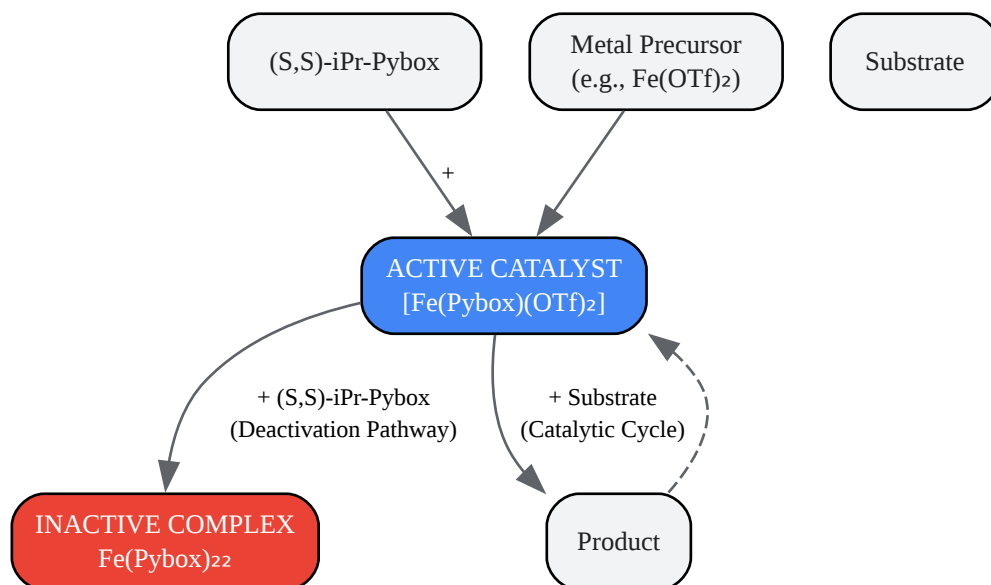 (S,S)-iPr-Pybox
Metal Precursor
(e.g., Fe(OTf)₂)
Substrate
+
ACTIVE CATALYST
[Fe(Pybox)(OTf)₂]
+ (S,S)-iPr-Pybox
(Deactivation Pathway)
+ Substrate
(Catalytic Cycle)
INACTIVE COMPLEX
Fe(Pybox)₂₂
Product